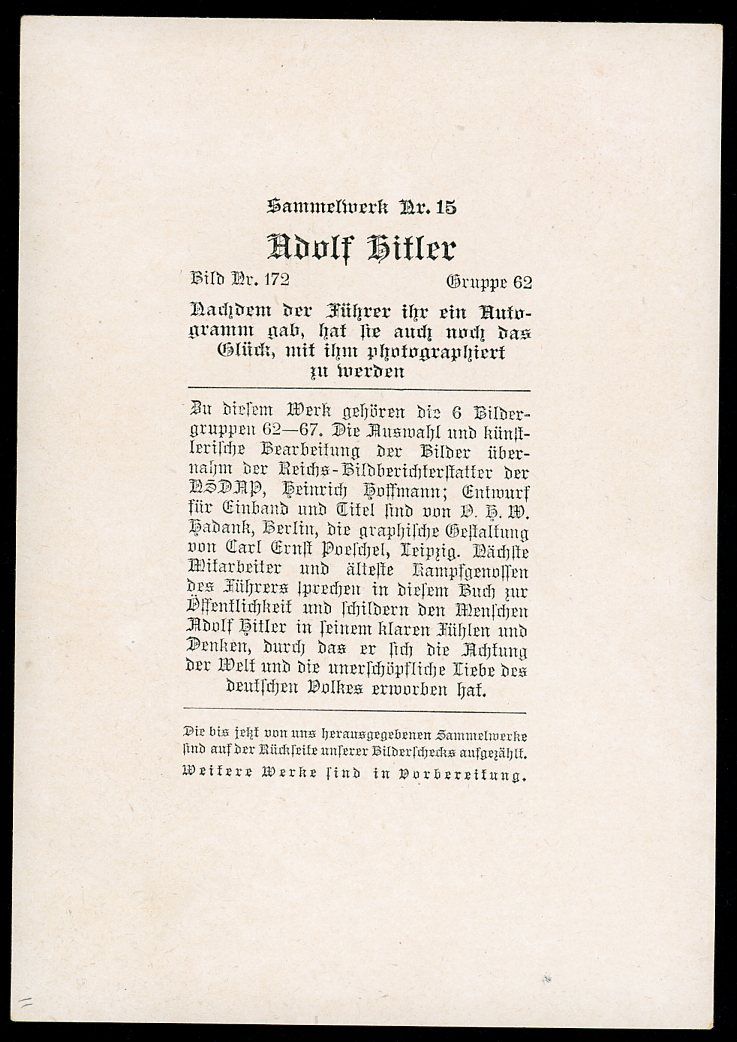 Sammelwerk Nr. 15
Adolf Hitler
Bild Nr. 172 Gruppe 62
Nachdem der Führer ihr ein Auto-
gramm gab, hat sie auch noch das
Glück, mit ihm photographiert
zu werden
Zu diesem Werk gehören die 6 Bilder-
gruppen 62—67. Die Auswahl und künst-
lerische Bearbeitung der Bilder über-
nahm der Reichs-Bildberichterstatter der
NSDAP, Heinrich Hoffmann; Entwurf
für Einband und Titel sind von O. H. W.
Hadank, Berlin, die graphische Gestaltung
von Carl Ernst Poeschel, Leipzig. Nächste
Mitarbeiter und älteste Kampfgenossen
des Führers sprechen in diesem Buch zur
Öffentlichkeit und schildern den Menschen
Adolf Hitler in seinem klaren Fühlen und
Denken, durch das er sich die Achtung
der Welt und die unerschöpfliche Liebe des
deutschen Volkes erworben hat.
Die bis jetzt von uns herausgegebenen Sammelwerke
sind auf der Rückseite unserer Bilderschecks aufgezählt.
Weitere Werke sind in Vorbereitung.